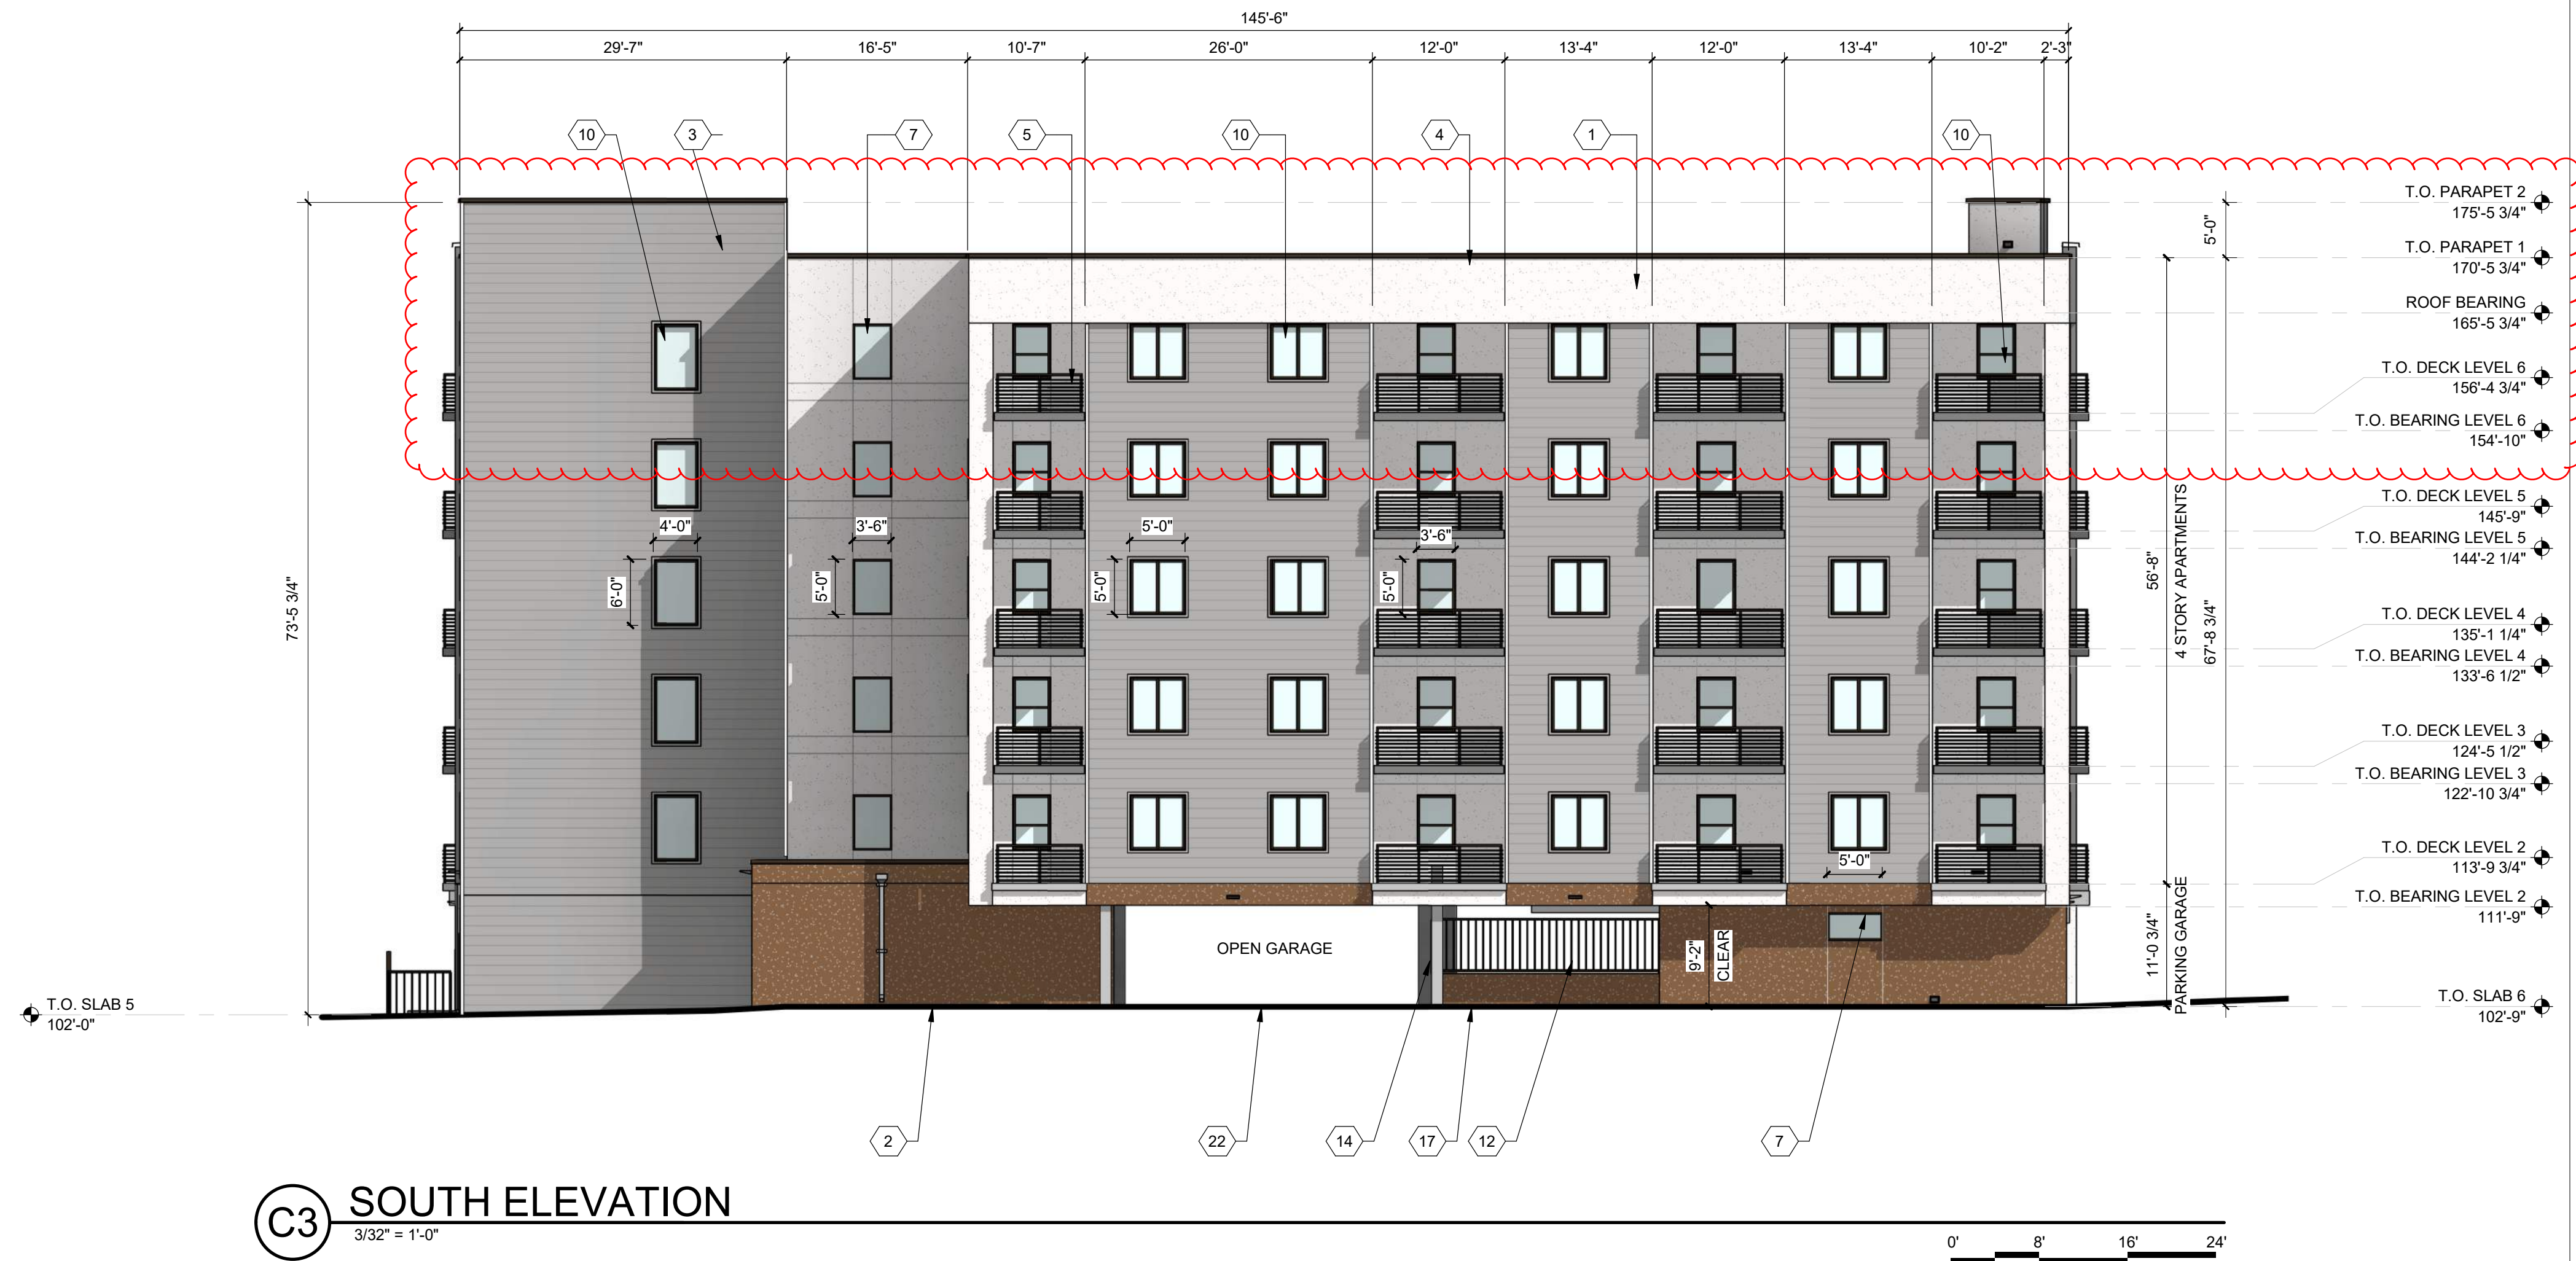 145'-6"
29'-7" 16'-5" 10'-7" 26'-0" 12'-0" 13'-4" 12'-0" 13'-4" 10'-2" 2'-3"
10 3 7 5 10 4 1 10
T.O. PARAPET 2
175'-5 3/4"
5'-0"
T.O. PARAPET 1
170'-5 3/4"
ROOF BEARING
165'-5 3/4"
T.O. DECK LEVEL 6
156'-4 3/4"
T.O. BEARING LEVEL 6
154'-10"
T.O. DECK LEVEL 5
145'-9"
T.O. BEARING LEVEL 5
144'-2 1/4"
4'-0" 3'-6" 5'-0" 3'-6"
6'-0" 5'-0" 5'-0" 5'-0"
73'-5 3/4"
56'-8"
4 STORY APARTMENTS
67'-8 3/4"
T.O. DECK LEVEL 4
135'-1 1/4"
T.O. BEARING LEVEL 4
133'-6 1/2"
T.O. DECK LEVEL 3
124'-5 1/2"
T.O. BEARING LEVEL 3
122'-10 3/4"
T.O. DECK LEVEL 2
113'-9 3/4"
5'-0"
T.O. BEARING LEVEL 2
111'-9"
OPEN GARAGE
9'-2"
CLEAR
11'-0 3/4"
PARKING GARAGE
T.O. SLAB 5
102'-0"
T.O. SLAB 6
102'-9"
2 22 14 17 12 7
C3 SOUTH ELEVATION
3/32" = 1'-0"
0' 8' 16' 24'